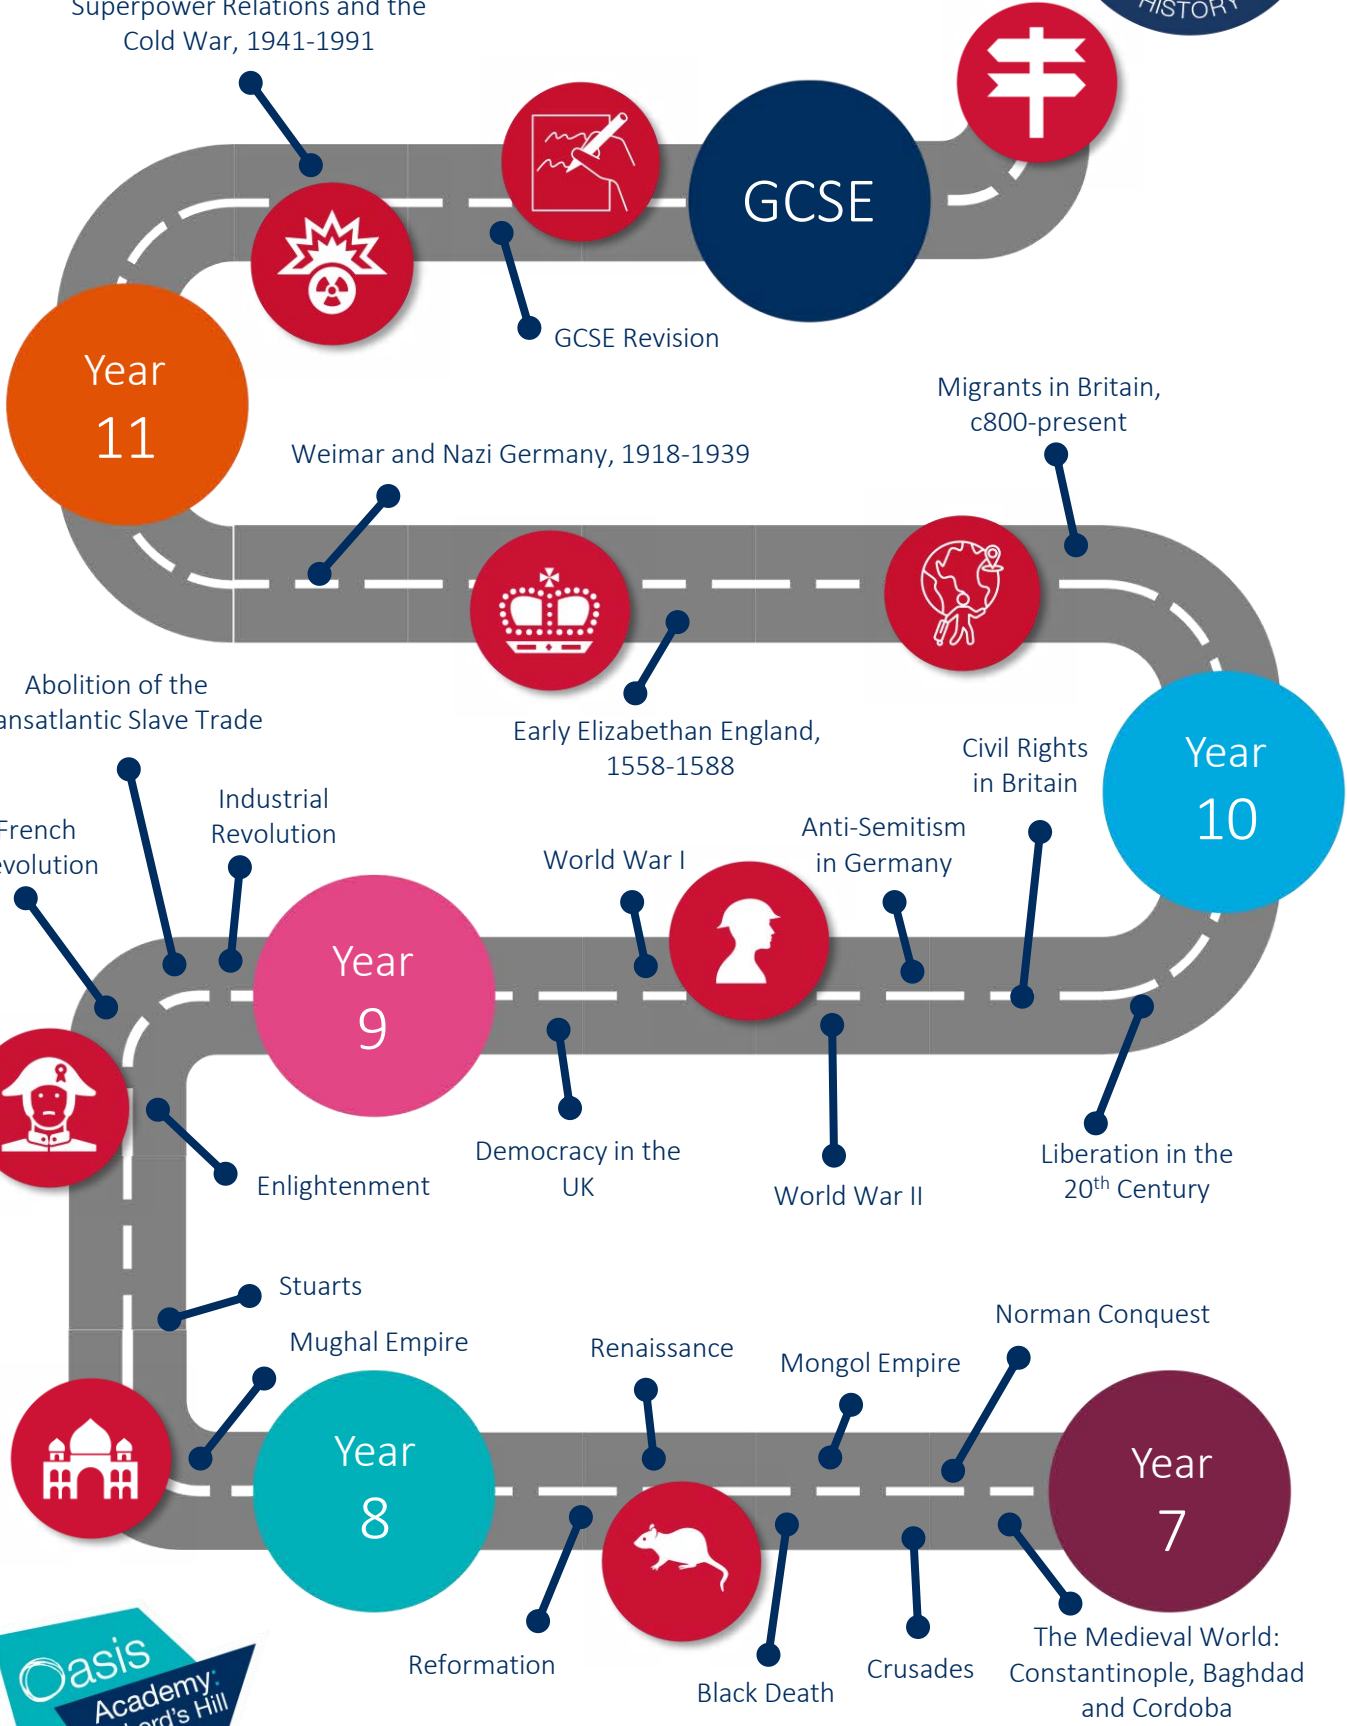 Superpower Relations and the
Cold War, 1941-1991
HISTORY
GCSE
GCSE Revision
Year
11
Migrants in Britain,
c800-present
Weimar and Nazi Germany, 1918-1939
Abolition of the
ansatlantic Slave Trade
Early Elizabethan England,
1558-1588
Civil Rights
in Britain
Year
10
Industrial
Revolution
French
evolution
World War I
Anti-Semitism
in Germany
Year
9
Democracy in the
UK
World War II
Liberation in the
20th Century
Enlightenment
Stuarts
Mughal Empire
Renaissance
Mongol Empire
Norman Conquest
Year
8
Year
7
Reformation
Black Death
Crusades
The Medieval World:
Constantinople, Baghdad
and Cordoba
Oasis
Academy:
ord's Hill